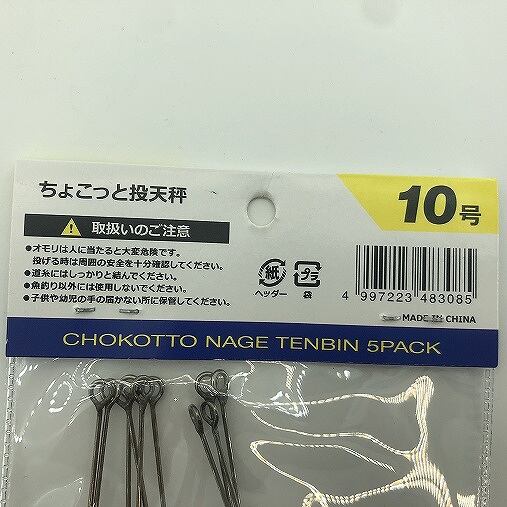 ちょこっと投天秤
10号
取扱いのご注意
●オモリは人に当たると大変危険です。
投げる時は周囲の安全を十分確認してください。
●道糸にはしっかりと結んでください。
●魚釣り以外には使用しないでください。
●子供や幼児の手の届かない所に保管してください。
紙
ヘッダー
プラ
袋
4 997223 483085
MADE IN CHINA
CHOKOTTO NAGE TENBIN 5PACK